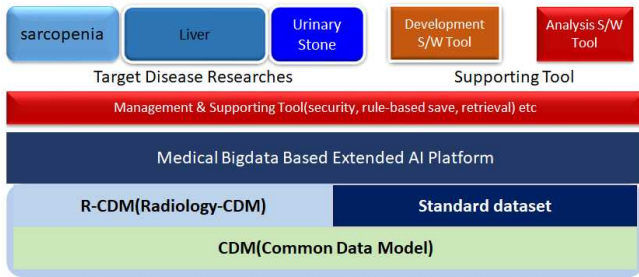 sarcopenia
Liver
Urinary
Stone
Development
S/W Tool
Analysis S/W
Tool
Target Disease Researches
Supporting Tool
Management & Supporting Tool(security, rule-based save, retrieval) etc
Medical Bigdata Based Extended AI Platform
R-CDM(Radiology-CDM)
Standard dataset
CDM(Common Data Model)